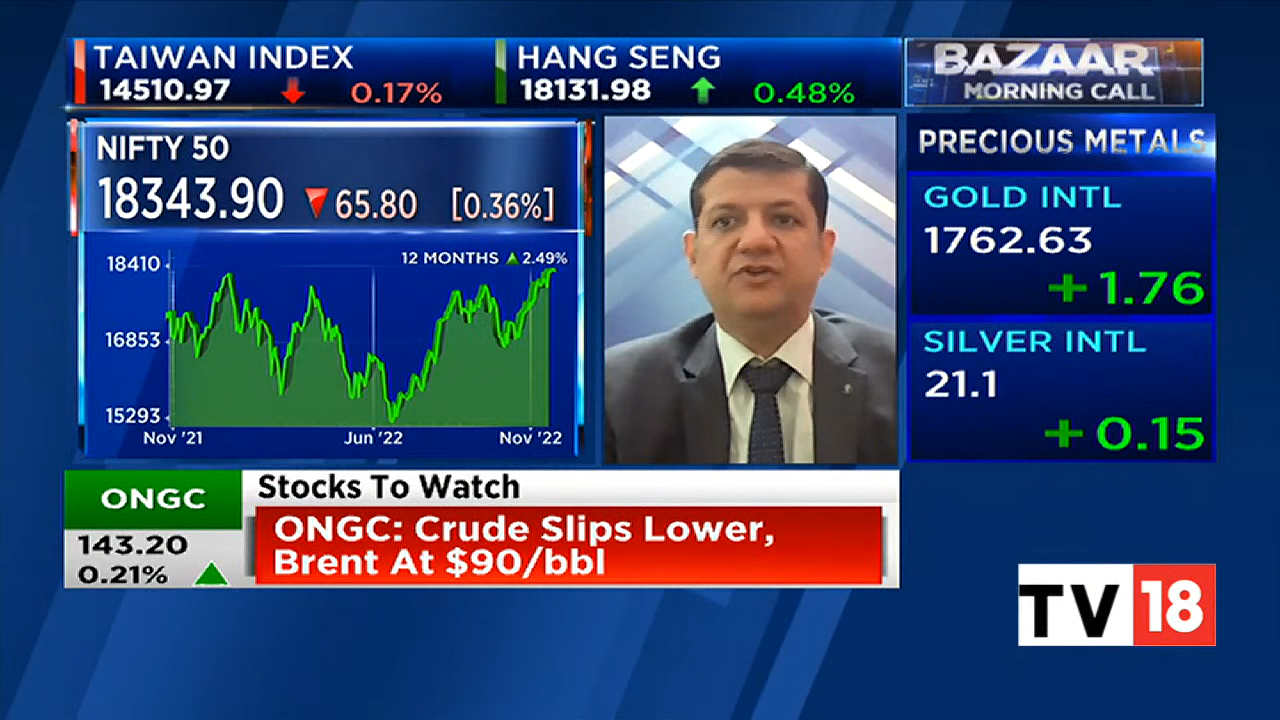 TAIWAN INDEX
14510.97 0.17%
HANG SENG
18131.98 0.48%
BAZAAR
MORNING CALL
NIFTY 50
18343.90 65.80 [0.36%]
12 MONTHS 2.49%
18410
16853
15293
Nov '21 Jun '22 Nov '22
PRECIOUS METALS
GOLD INTL
1762.63
+ 1.76
SILVER INTL
21.1
+ 0.15
ONGC
143.20
0.21%
Stocks To Watch
ONGC: Crude Slips Lower,
Brent At $90/bbl
TV18